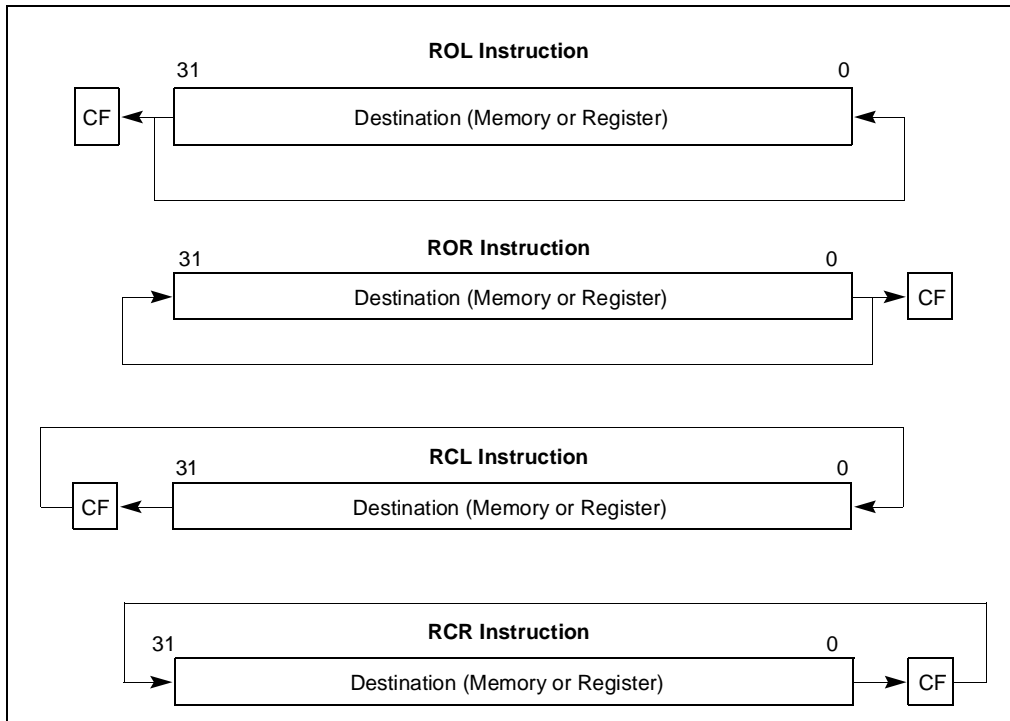 ROL Instruction
31 0
CF Destination (Memory or Register)
ROR Instruction
31 0
Destination (Memory or Register) CF
RCL Instruction
31 0
CF Destination (Memory or Register)
RCR Instruction
31 0
Destination (Memory or Register) CF